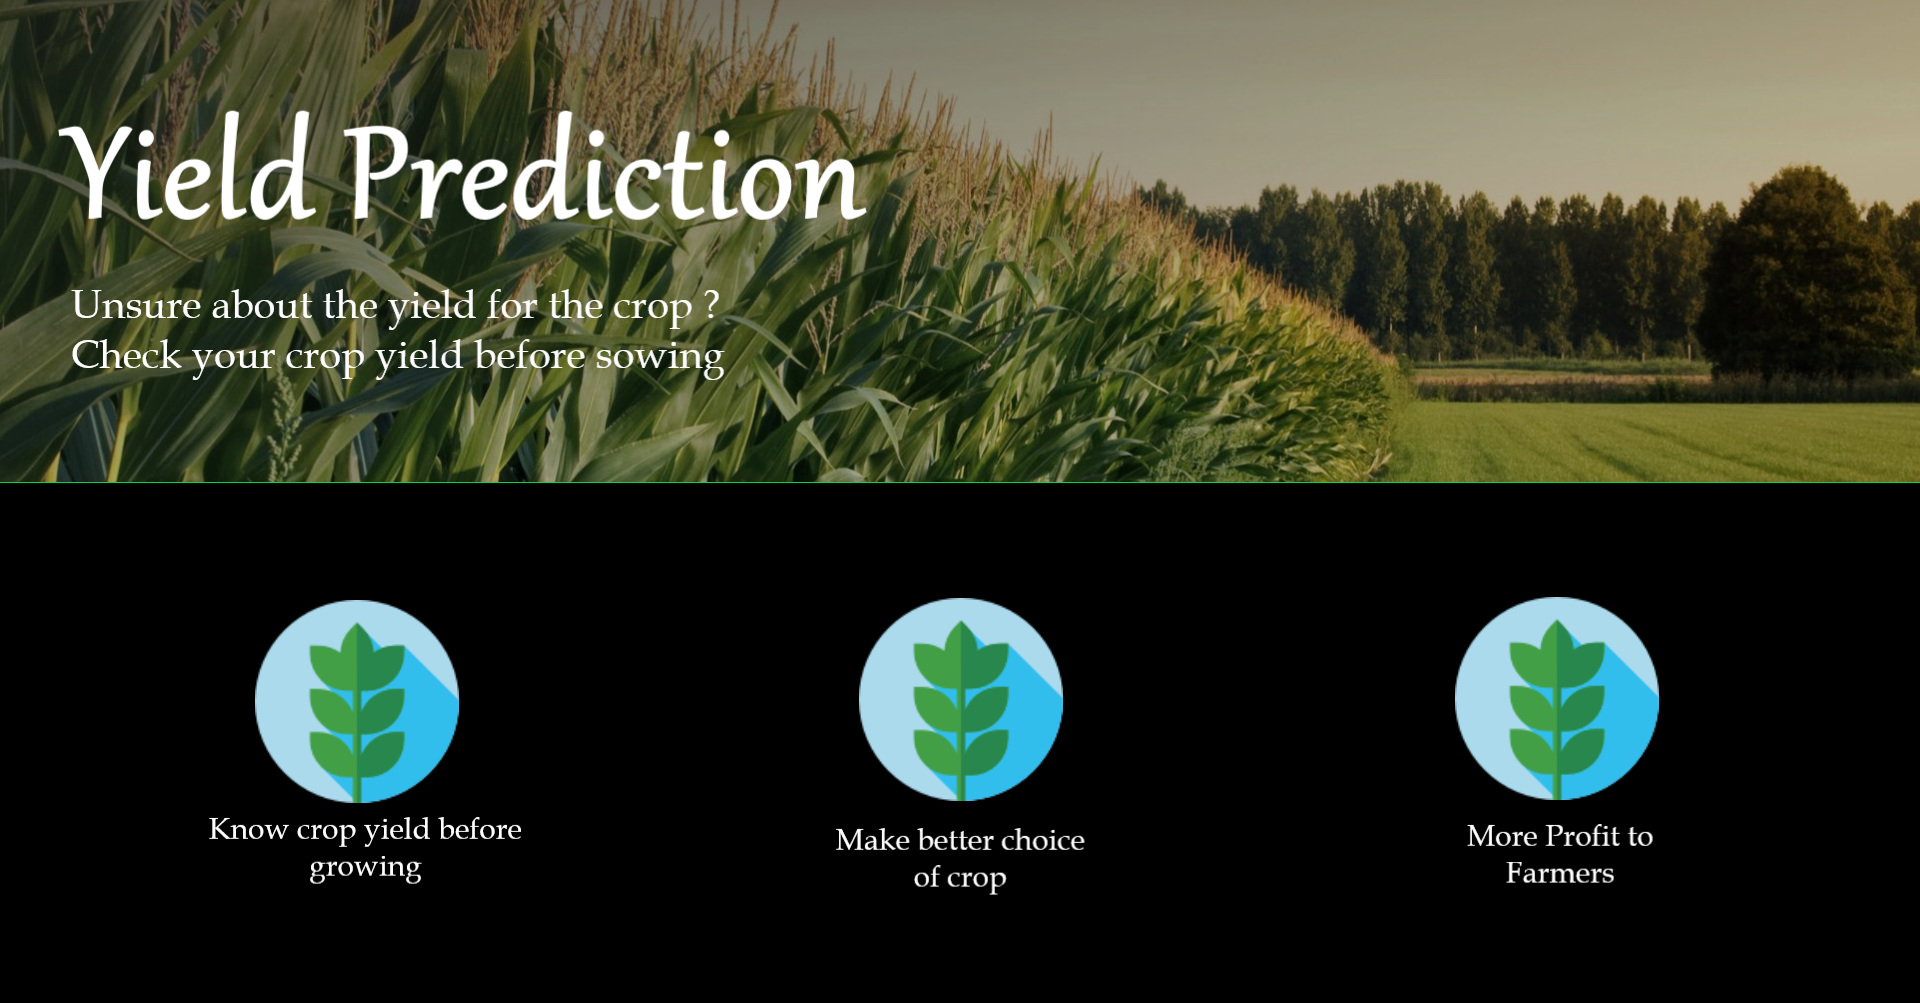 Yield Prediction
Unsure about the yield for the crop ?
Check your crop yield before sowing
Know crop yield before
growing
Make better choice
of crop
More Profit to
Farmers